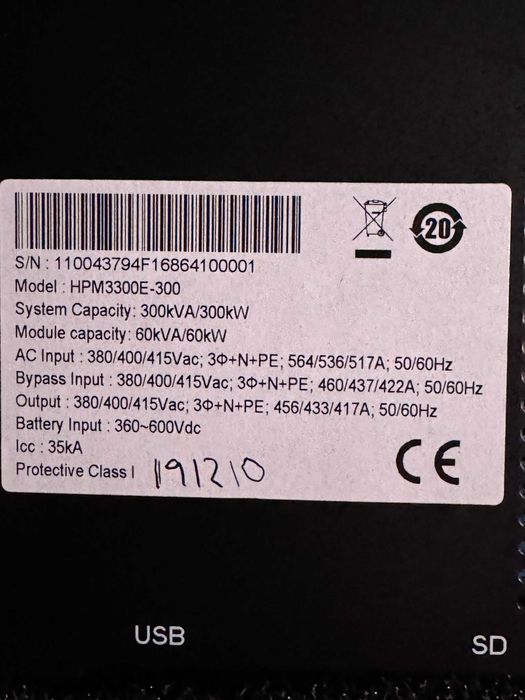 20
S/N : 110043794F16864100001
Model : HPM3300E-300
System Capacity: 300kVA/300kW
Module capacity: 60kVA/60kW
AC Input : 380/400/415Vac; 3Φ+N+PE; 564/536/517A; 50/60Hz
Bypass Input : 380/400/415Vac; 3Φ+N+PE; 460/437/422A; 50/60Hz
Output : 380/400/415Vac; 3Φ+N+PE; 456/433/417A; 50/60Hz
Battery Input : 360~600Vdc
Icc : 35kA
Protective Class I 191210
CE
USB
SD